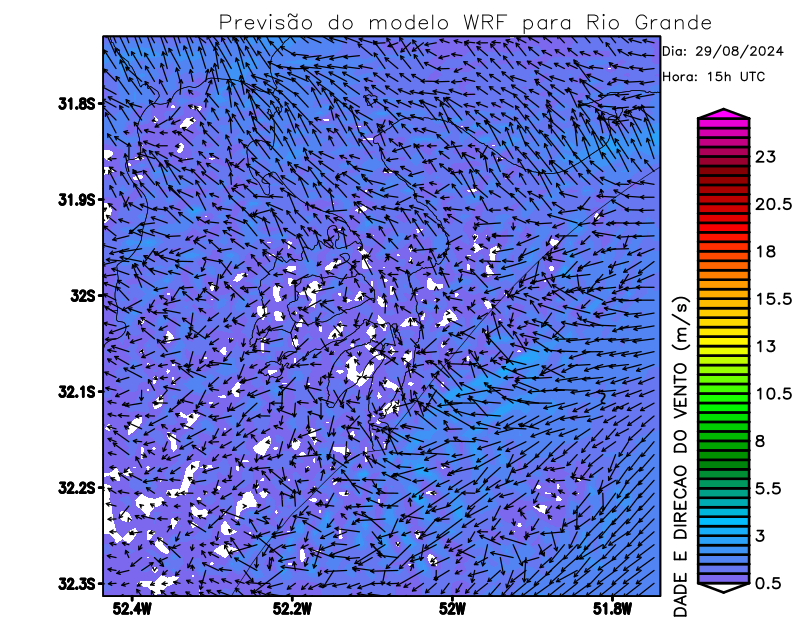 Previsão do modelo WRF para Rio Grande
Dia: 29/08/2024
Hora: 15h UTC
31.8S
31.9S
32S
32.1S
32.2S
32.3S
52.4W
52.2W
52W
51.8W
DADE E DIRECAO DO VENTO (m/s)
23
20.5
18
15.5
13
10.5
8
5.5
3
0.5